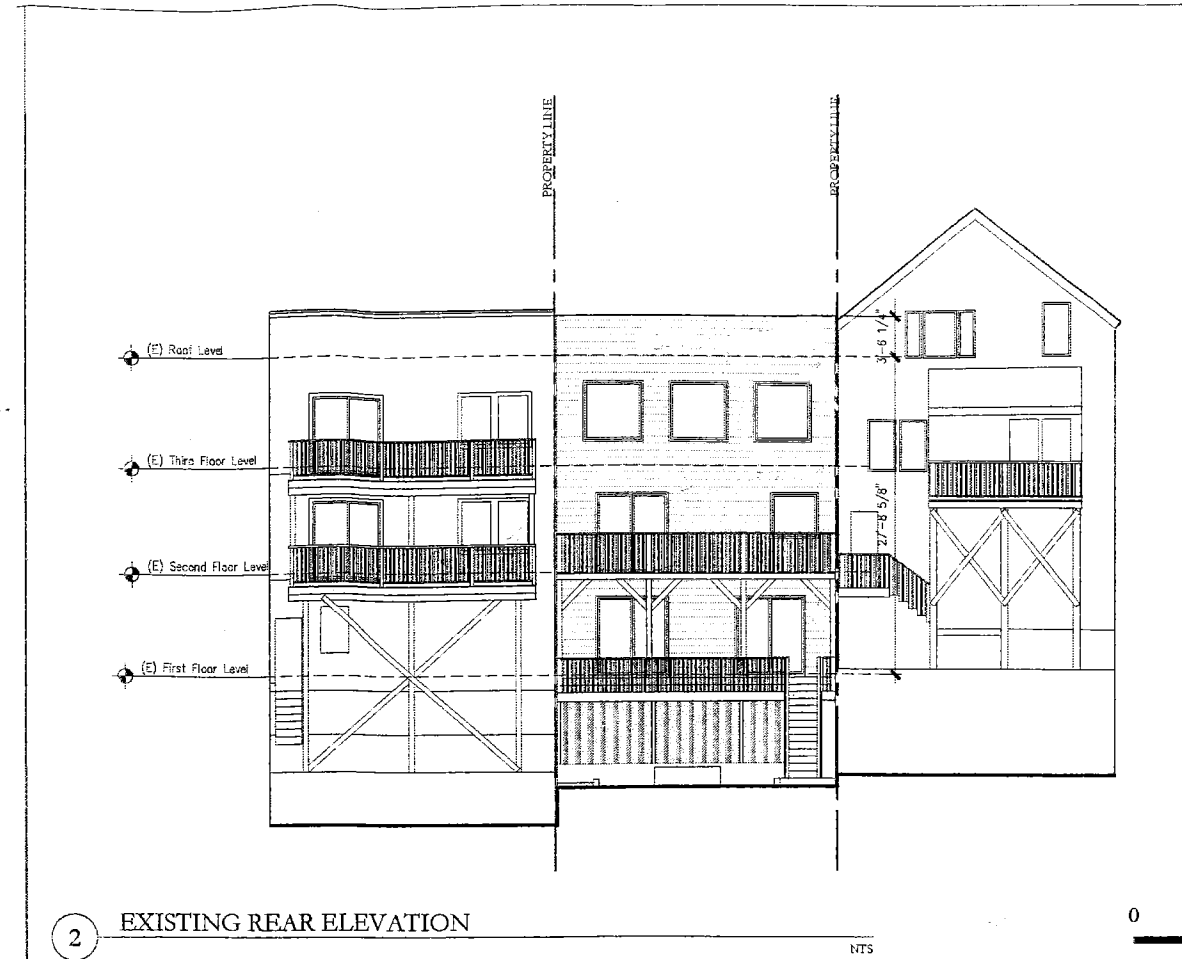 PROPERTY LINE
PROPERTY LINE
3'-6 1/4"
(E) Roof Level
(E) Third Floor Level
27'-8 5/8"
(E) Second Floor Level
(E) First Floor Level
2
EXISTING REAR ELEVATION
NTS
0